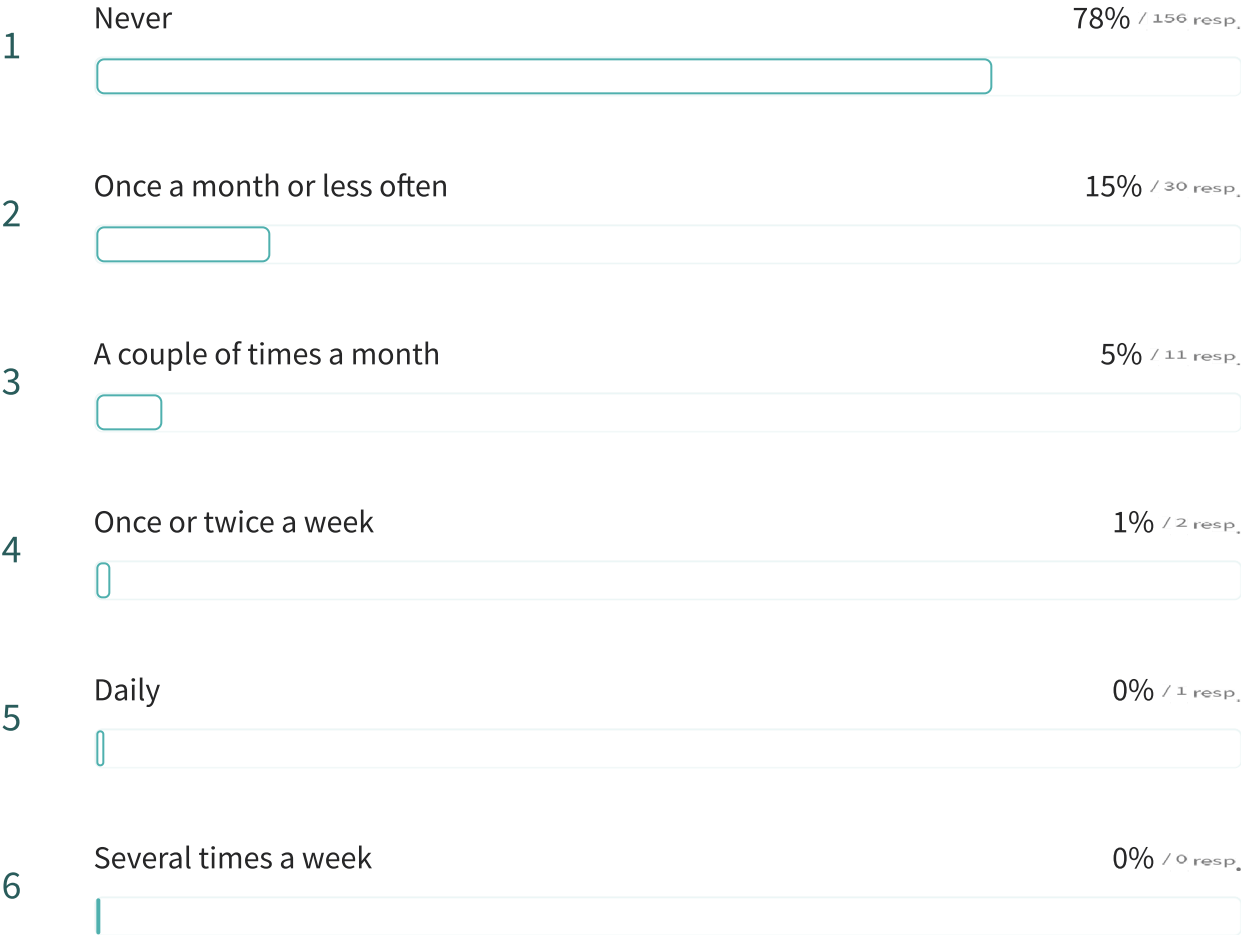 Never 78% / 156 resp.
1
Once a month or less often 15% / 30 resp.
2
A couple of times a month 5% / 11 resp.
3
Once or twice a week 1% / 2 resp.
4
Daily 0% / 1 resp.
5
Several times a week 0% / 0 resp.
6